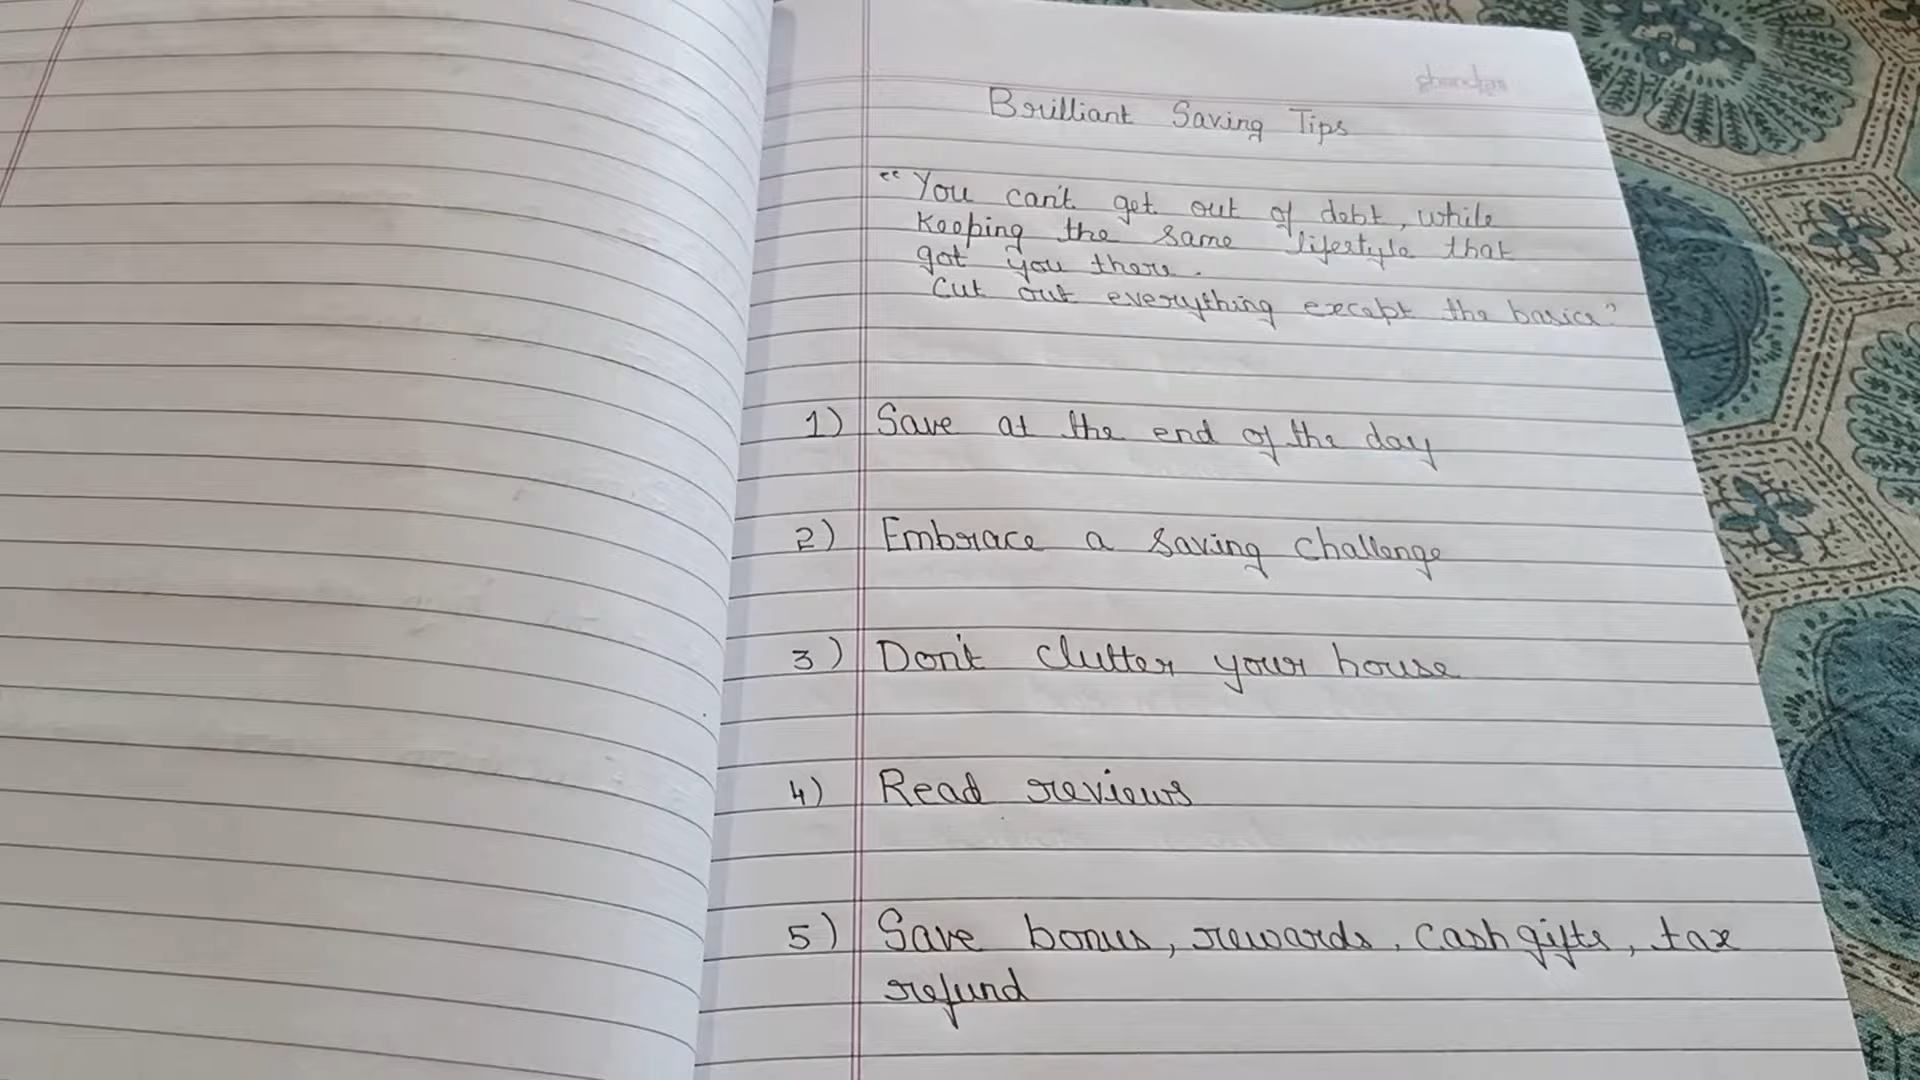 Brilliant Saving Tips
"You can't get out of debt, while
keeping the same lifestyle that
got you there.
Cut out everything except the basics"
1) Save at the end of the day
2) Embrace a saving challenge
3) Don't clutter your house
4) Read reviews
5) Save bonus, rewards, cash gifts, tax
refund